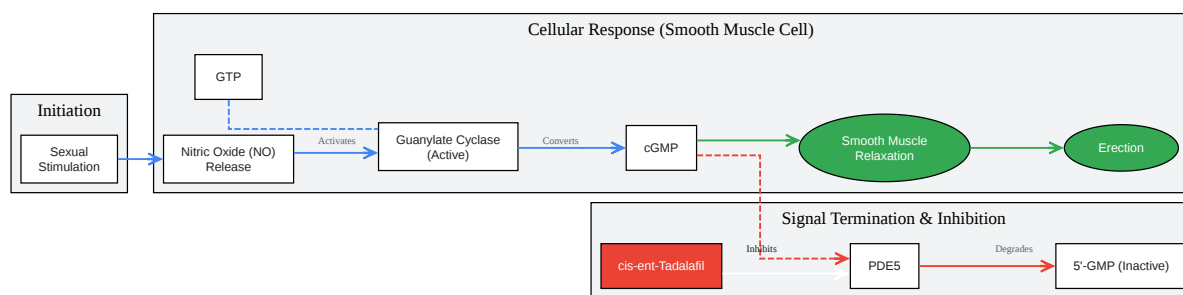 Cellular Response (Smooth Muscle Cell)
GTP
Initiation
Sexual
Stimulation
Nitric Oxide (NO)
Release
Activates
Guanylate Cyclase
(Active)
Converts
cGMP
Smooth Muscle
Relaxation
Erection
Signal Termination & Inhibition
cis-ent-Tadalafil
Inhibits
PDE5
Degrades
5'-GMP (Inactive)